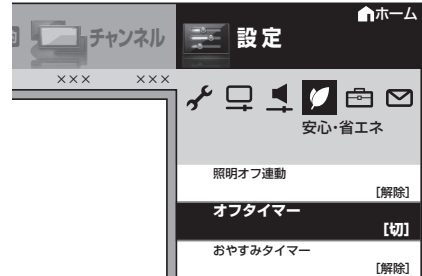 ホーム
チャンネル
設定
××× ×××
安心・省エネ
照明オフ連動
[解除]
オフタイマー
[切]
おやすみタイマー
[解除]